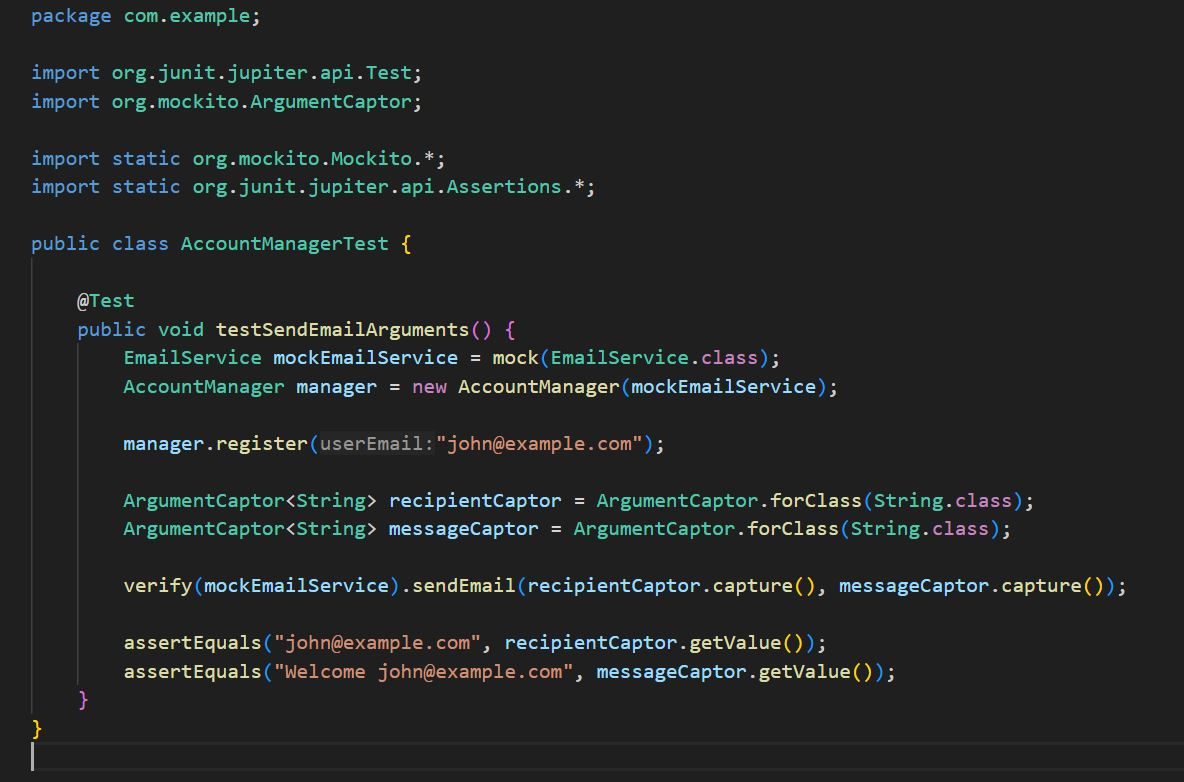 package com.example;
import org.junit.jupiter.api.Test;
import org.mockito.ArgumentCaptor;
import static org.mockito.Mockito.*;
import static org.junit.jupiter.api.Assertions.*;
public class AccountManagerTest {
@Test
public void testSendEmailArguments() {
EmailService mockEmailService = mock(EmailService.class);
AccountManager manager = new AccountManager(mockEmailService);
manager.register(userEmail:"john@example.com");
ArgumentCaptor<String> recipientCaptor = ArgumentCaptor.forClass(String.class);
ArgumentCaptor<String> messageCaptor = ArgumentCaptor.forClass(String.class);
verify(mockEmailService).sendEmail(recipientCaptor.capture(), messageCaptor.capture());
assertEquals("john@example.com", recipientCaptor.getValue());
assertEquals("Welcome john@example.com", messageCaptor.getValue());
}
}